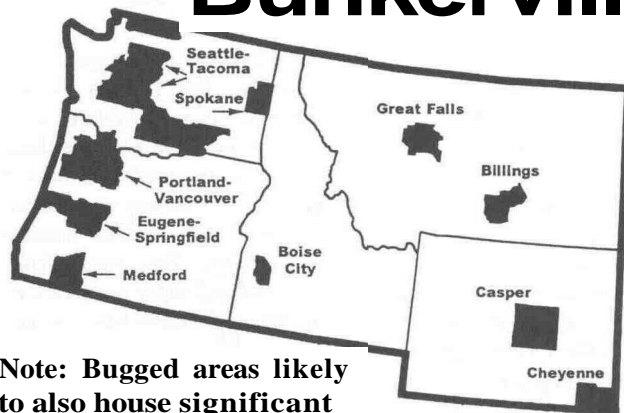 Bunkervill
Seattle-
Tacoma
Spokane
Great Falls
Billings
Portland-
Vancouver
Eugene-
Springfield
Boise
City
Medford
Casper
Cheyenne
Note: Bugged areas likely
to also house significant